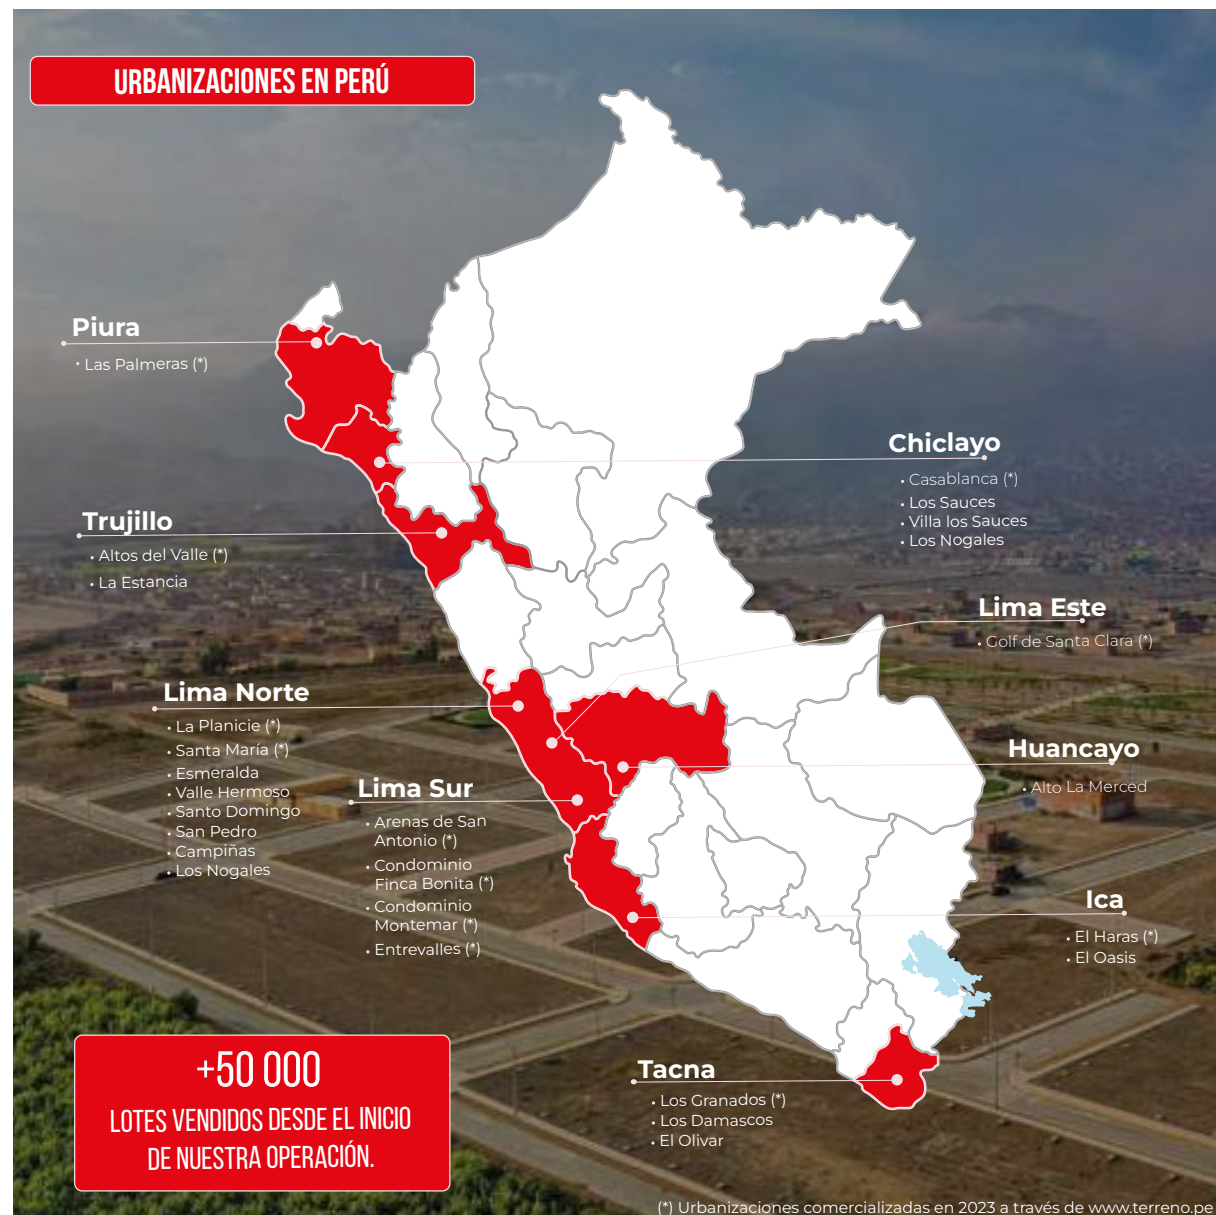 URBANIZACIONES EN PERÚ
Piura
• Las Palmeras (*)
Chiclayo
• Casablanca (*)
• Los Sauces
• Villa los Sauces
• Los Nogales
Trujillo
• Altos del Valle (*)
• La Estancia
Lima Este
• Golf de Santa Clara (*)
Lima Norte
• La Planicie (*)
• Santa María (*)
• Esmeralda
• Valle Hermoso
• Santo Domingo
• San Pedro
• Campiñas
• Los Nogales
Lima Sur
• Arenas de San
Antonio (*)
• Condominio
Finca Bonita (*)
• Condominio
Montemar (*)
• Entrevalles (*)
Huancayo
• Alto La Merced
Ica
• El Haras (*)
• El Oasis
Tacna
• Los Granados (*)
• Los Damascos
• El Olivar
+50 000
LOTES VENDIDOS DESDE EL INICIO
DE NUESTRA OPERACIÓN.
(*) Urbanizaciones comercializadas en 2023 a través de www.terreno.pe